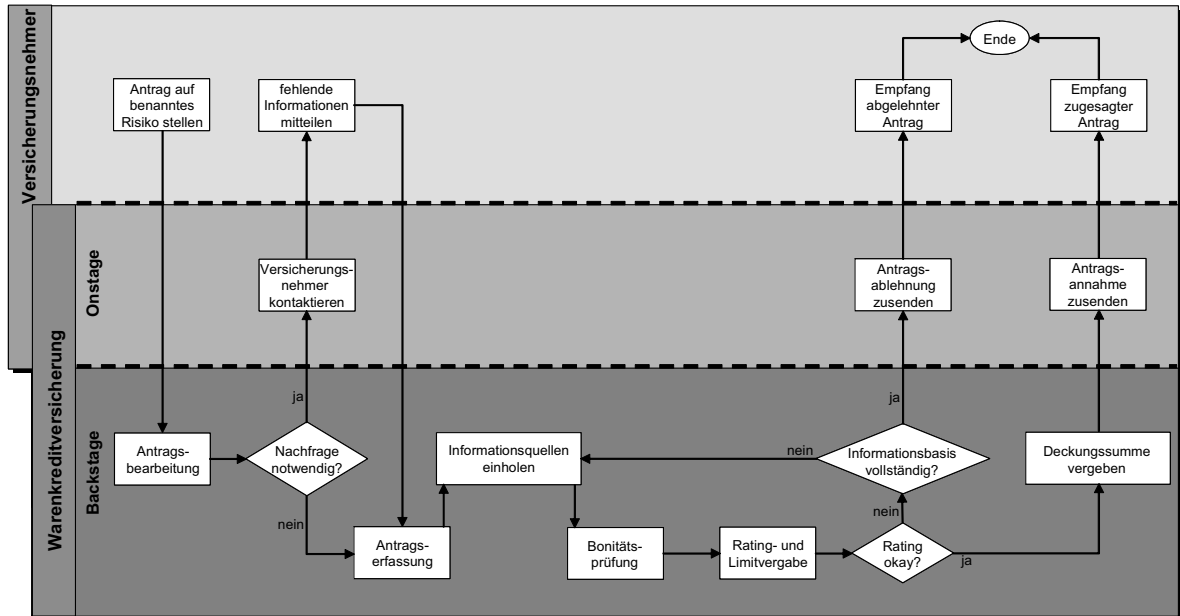 Versicherungsnehmer
Ende
Antrag auf
benanntes
Risiko stellen
fehlende
Informationen
mitteilen
Empfang
abgelehnter
Antrag
Empfang
zugesagter
Antrag
Warenkreditversicherung
Onstage
Versicherungs-
nehmer
kontaktieren
Antrags-
ablehnung
zusenden
Antrags-
annahme
zusenden
Backstage
ja
ja
Antrags-
bearbeitung
Nachfrage
notwendig?
Informationsquellen
einholen
nein
Informationsbasis
vollständig?
Deckungssumme
vergeben
nein
nein
Antrags-
erfassung
Bonitäts-
prüfung
Rating- und
Limitvergabe
Rating
okay?
ja